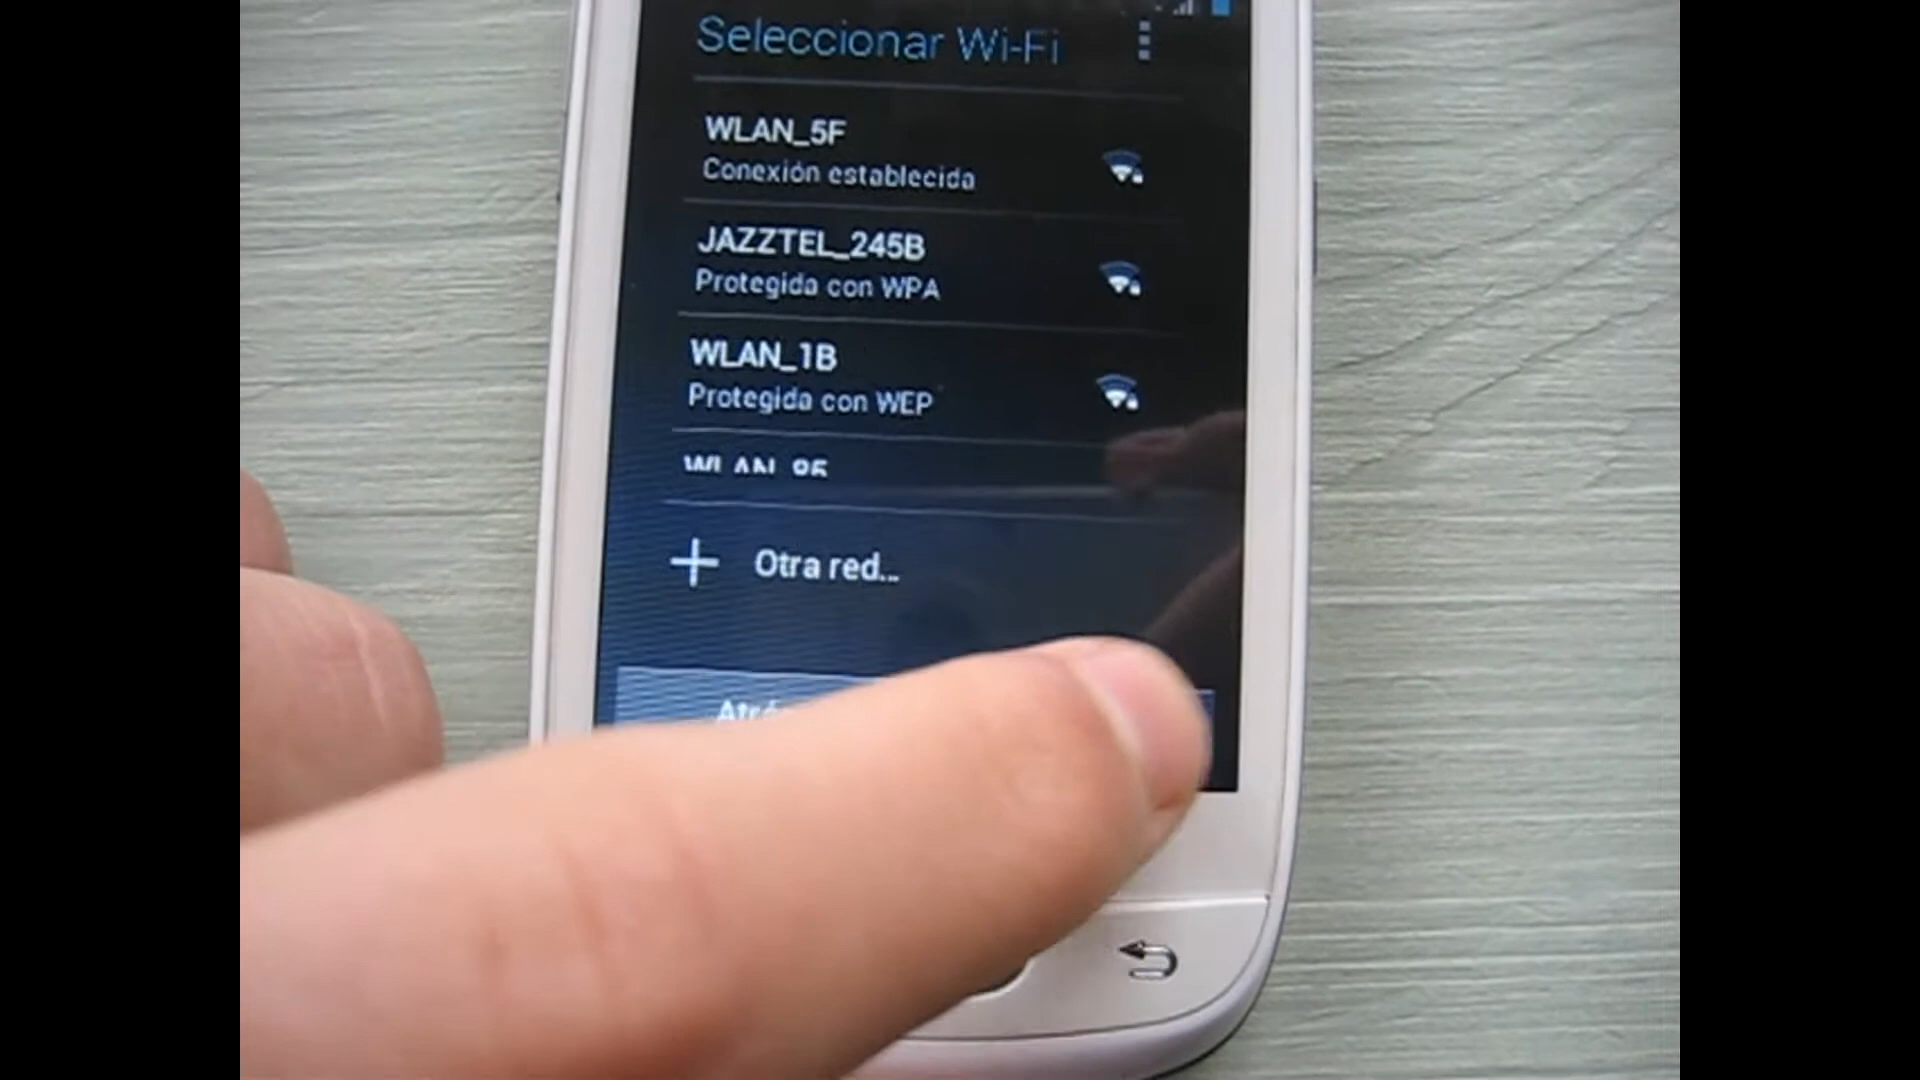 Seleccionar Wi-Fi
WLAN_5F
Conexión establecida
JAZZTEL_245B
Protegida con WPA
WLAN_1B
Protegida con WEP
Otra red...